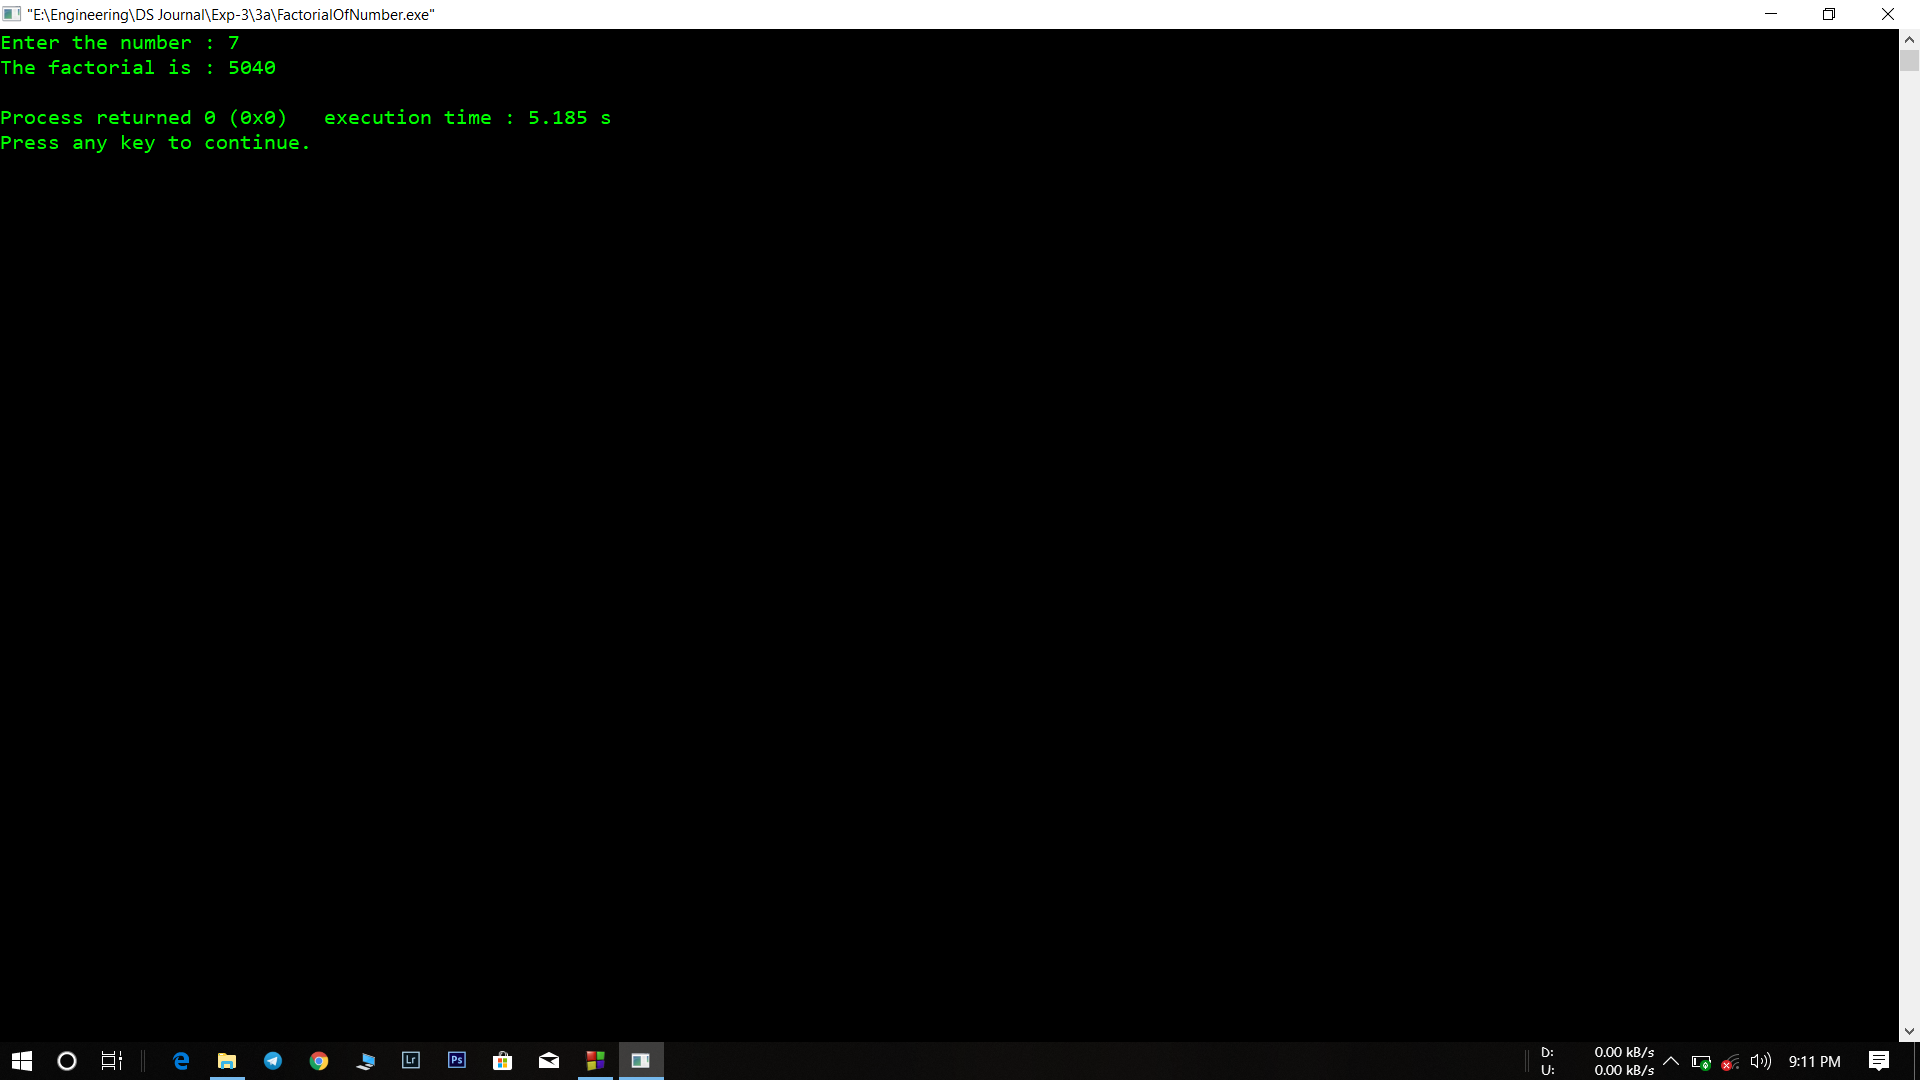 "E:\Engineering\DS Journal\Exp-3\3a\FactorialOfNumber.exe"
Enter the number : 7
The factorial is : 5040
Process returned 0 (0x0)   execution time : 5.185 s
Press any key to continue.
Lr
Ps
D: 0.00 kB/s
U: 0.00 kB/s
9:11 PM